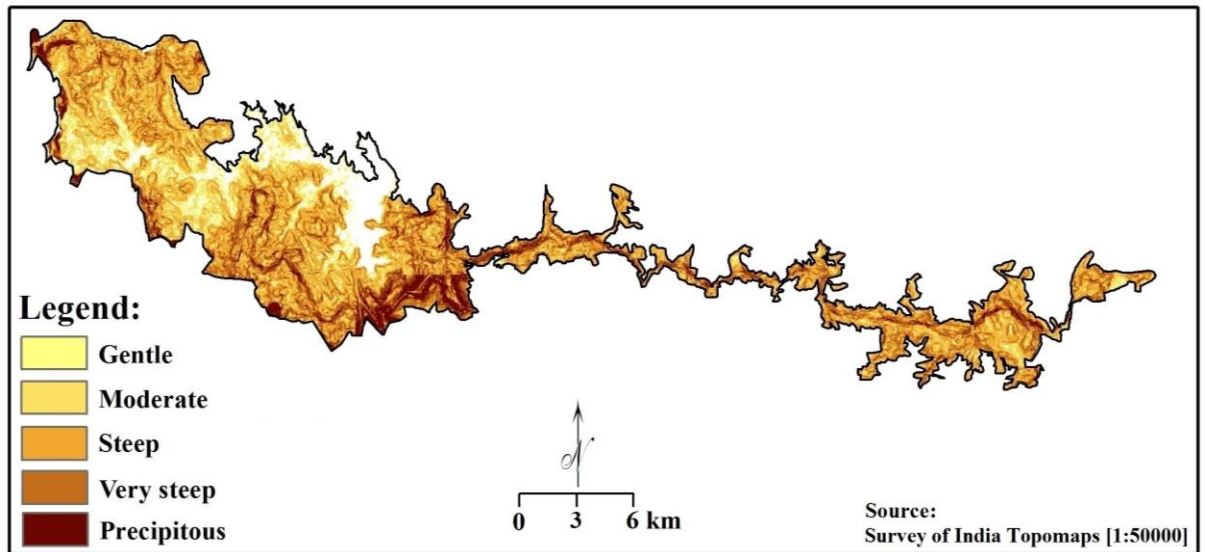 Legend:
Gentle
Moderate
Steep
Very steep
Precipitous
N
0 3 6 km
Source:
Survey of India Topomaps [1:50000]